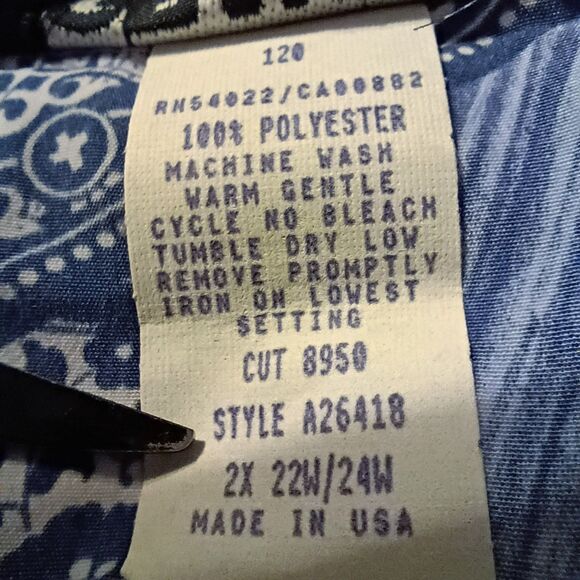 120
RN54022/CA00882
100% POLYESTER
MACHINE WASH
WARM GENTLE
CYCLE NO BLEACH
TUMBLE DRY LOW
REMOVE PROMPTLY
IRON ON LOWEST
SETTING
CUT 8950
STYLE A26418
2X 22W/24W
MADE IN USA